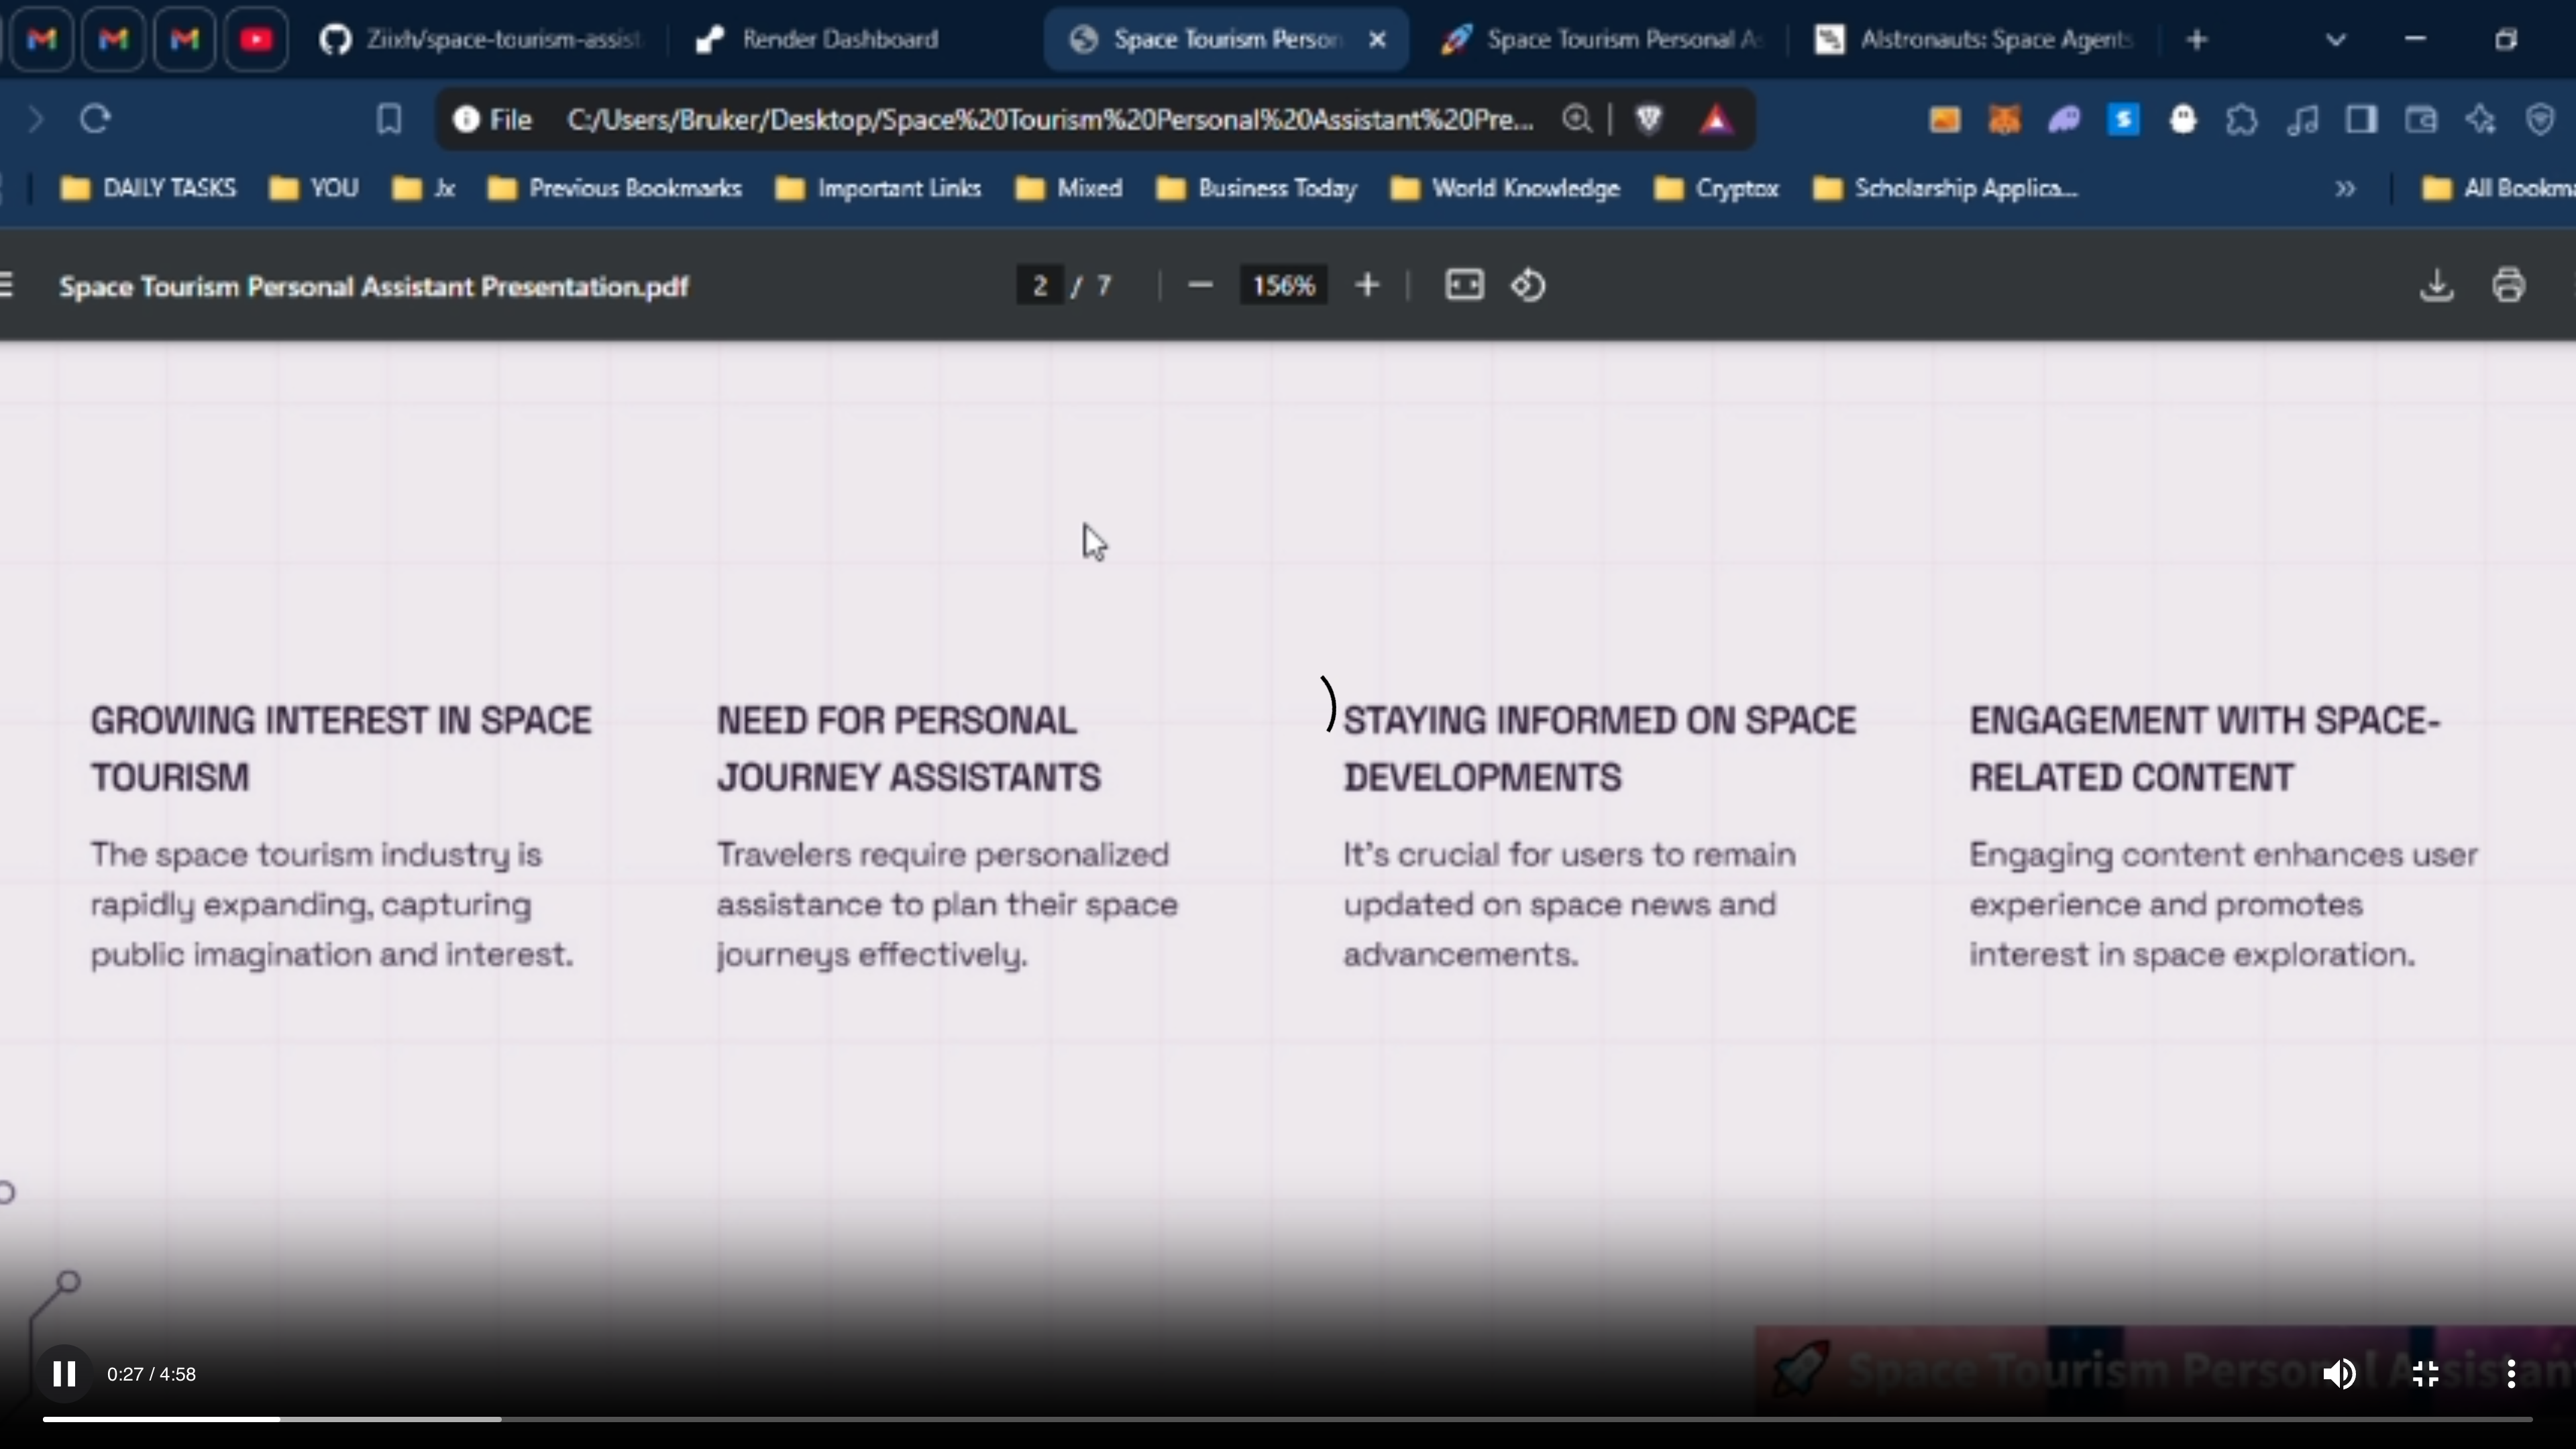 Ziixh/space-tourism-assist
Render Dashboard
Space Tourism Person
Space Tourism Personal As
AIstronauts: Space Agents
File
C:/Users/Bruker/Desktop/Space%20Tourism%20Personal%20Assistant%20Pre...
DAILY TASKS
YOU
Jx
Previous Bookmarks
Important Links
Mixed
Business Today
World Knowledge
Cryptox
Scholarship Applica...
All Bookma
Space Tourism Personal Assistant Presentation.pdf
2 / 7
156%
GROWING INTEREST IN SPACE
TOURISM
The space tourism industry is
rapidly expanding, capturing
public imagination and interest.
NEED FOR PERSONAL
JOURNEY ASSISTANTS
Travelers require personalized
assistance to plan their space
journeys effectively.
STAYING INFORMED ON SPACE
DEVELOPMENTS
It's crucial for users to remain
updated on space news and
advancements.
ENGAGEMENT WITH SPACE-
RELATED CONTENT
Engaging content enhances user
experience and promotes
interest in space exploration.
Space Tourism Personal Assistan
0:27 / 4:58